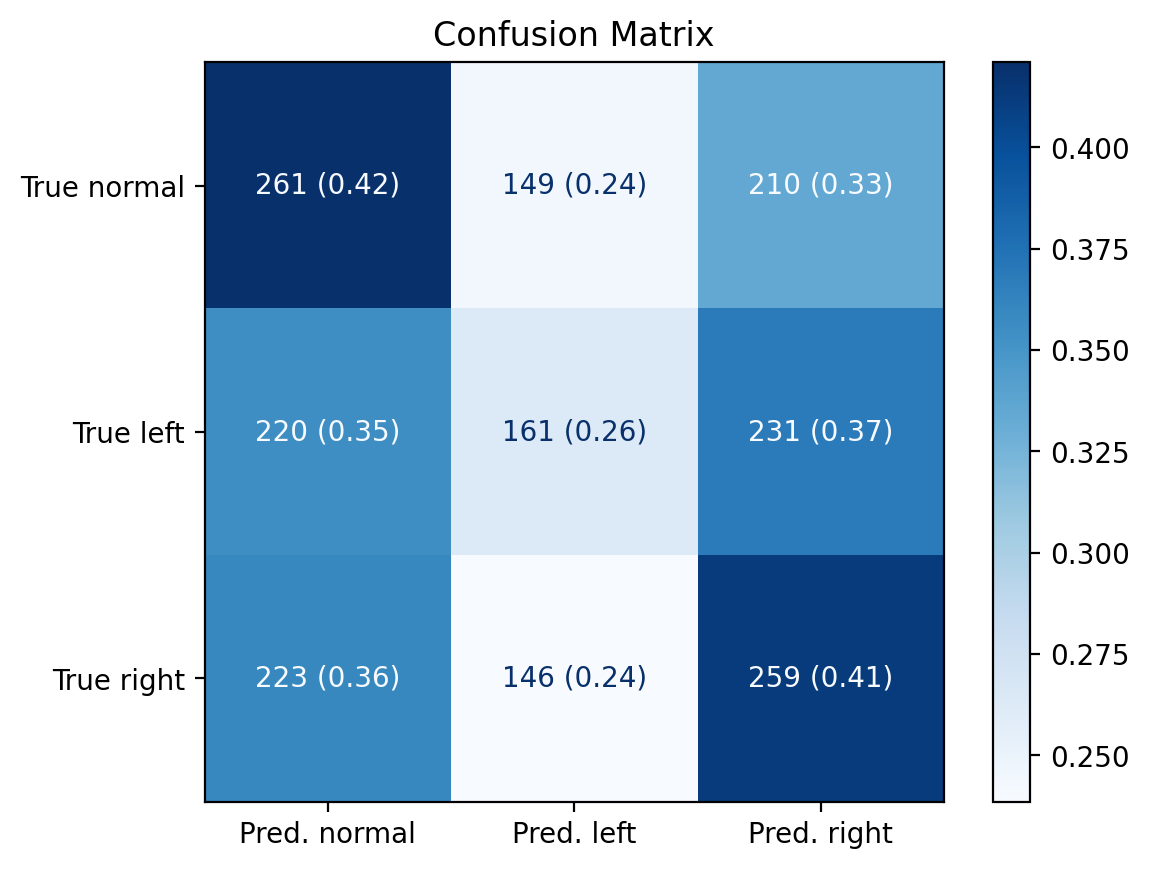 Confusion Matrix
True normal
261 (0.42)
149 (0.24)
210 (0.33)
True left
220 (0.35)
161 (0.26)
231 (0.37)
True right
223 (0.36)
146 (0.24)
259 (0.41)
Pred. normal
Pred. left
Pred. right
0.400
0.375
0.350
0.325
0.300
0.275
0.250